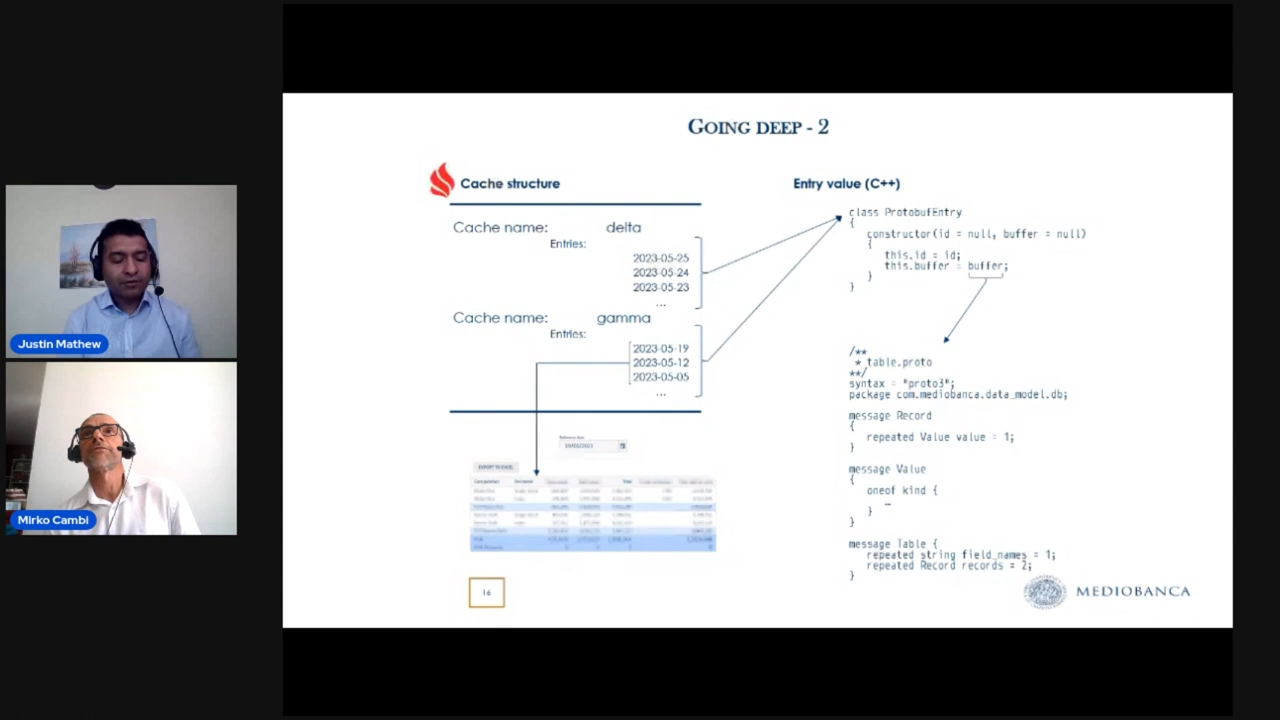 GOING DEEP - 2
Cache structure
Cache name: delta
Entries:
2023-05-25
2023-05-24
2023-05-23
...
Cache name: gamma
Entries:
2023-05-19
2023-05-12
2023-05-05
...
EXPORT TO EXCEL
16
Entry value (C++)
class ProtobufEntry
{
constructor(id = null, buffer = null)
{
this.id = id;
this.buffer = buffer;
}
}
/**
* table.proto
**/
syntax = "proto3";
package com.mediobanca.data_model.db;
message Record
{
repeated Value value = 1;
}
message Value
{
oneof kind {
…
}
}
message Table {
repeated string field_names = 1;
repeated Record records = 2;
}
MEDIOBANCA
Justin Mathew
Mirko Cambi